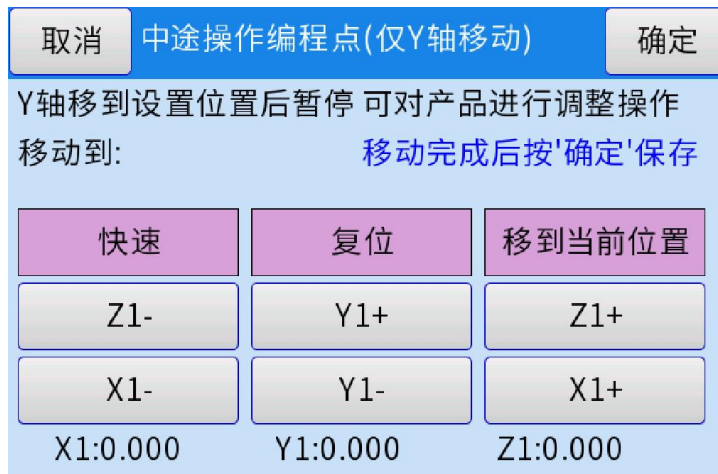 取消 中途操作编程点(仅Y轴移动) 确定
Y轴移到设置位置后暂停 可对产品进行调整操作
移动到: 移动完成后按'确定'保存
快速 复位 移到当前位置
Z1- Y1+ Z1+
X1- Y1- X1+
X1:0.000 Y1:0.000 Z1:0.000